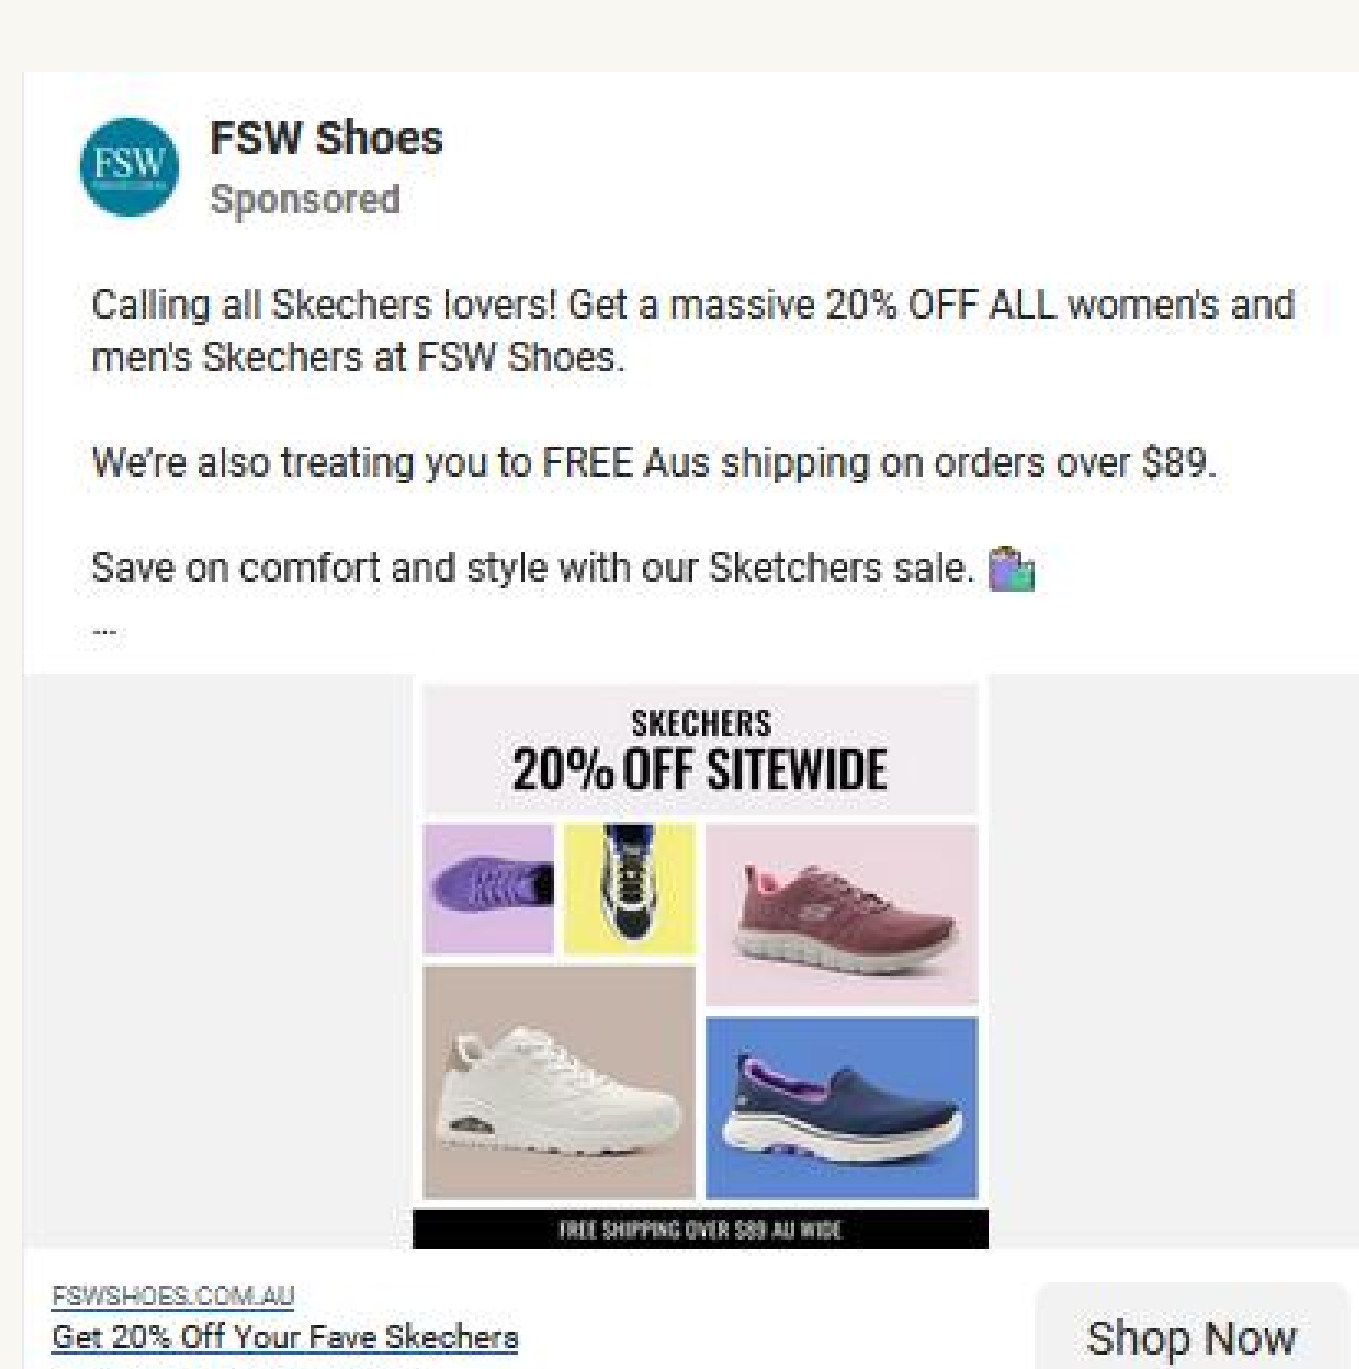 FSW
FSW Shoes
Sponsored
Calling all Skechers lovers! Get a massive 20% OFF ALL women's and
men's Skechers at FSW Shoes.
We're also treating you to FREE Aus shipping on orders over $89.
Save on comfort and style with our Sketchers sale. 🛍️
...
SKECHERS
20% OFF SITEWIDE
FREE SHIPPING OVER $89 AU WIDE
FSWSHOES.COM.AU
Get 20% Off Your Fave Skechers
Shop Now